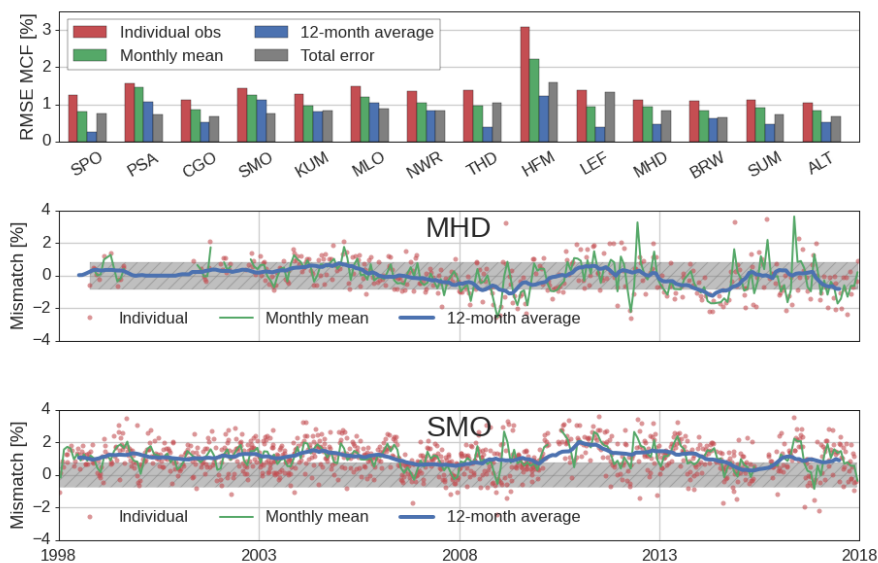 RMSE MCF [%]
3
2
1
0
Individual obs
12-month average
Monthly mean
Total error
SPO PSA CGO SMO KUM MLO NWR THD HFM LEF MHD BRW SUM ALT
Mismatch [%]
4
2
0
−2
−4
MHD
Individual
Monthly mean
12-month average
Mismatch [%]
4
2
0
−2
−4
SMO
Individual
Monthly mean
12-month average
1998 2003 2008 2013 2018